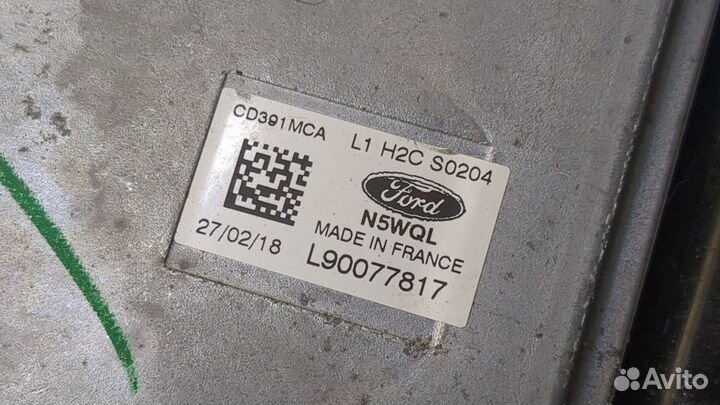 CD391MCA L1 H2C S0204
Ford
N5WQL
27/02/18 MADE IN FRANCE
L90077817
Avito